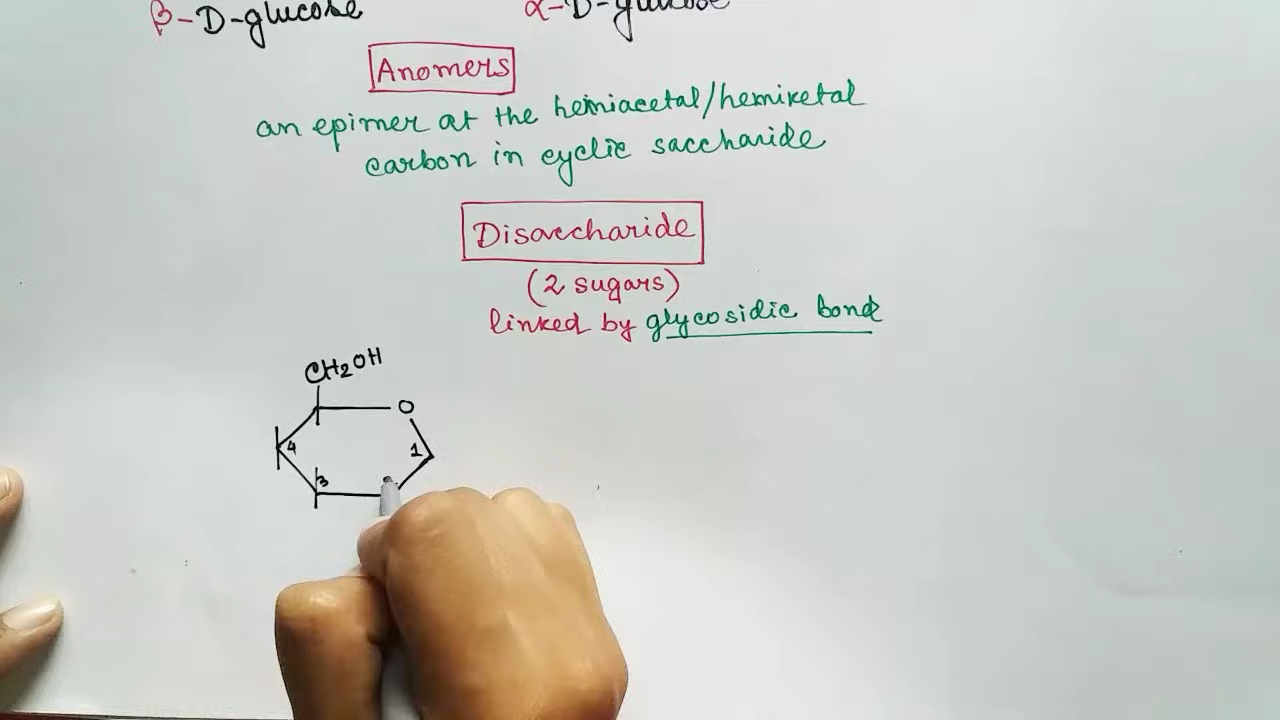 β-D-glucose
α-D-glucose
Anomers
an epimer at the hemiacetal/hemiketal
carbon in cyclic saccharide
Disaccharide
(2 sugars)
linked by glycosidic bond
CH₂OH
O
4
1
3